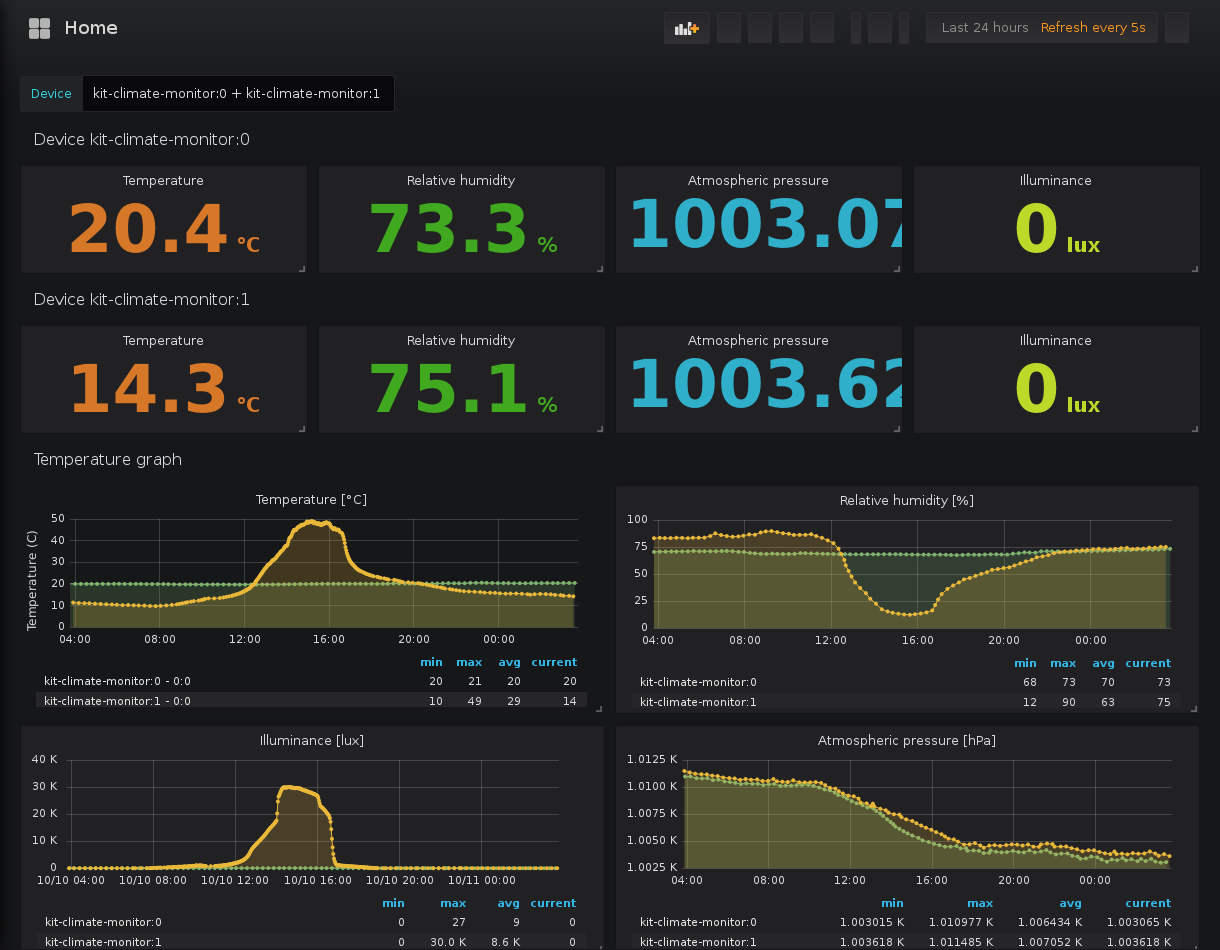 Home
Last 24 hours Refresh every 5s
Device kit-climate-monitor:0 + kit-climate-monitor:1
Device kit-climate-monitor:0
Temperature Relative humidity Atmospheric pressure Illuminance
20.4 °C 73.3 % 1003.07 0 lux
Device kit-climate-monitor:1
Temperature Relative humidity Atmospheric pressure Illuminance
14.3 °C 75.1 % 1003.62 0 lux
Temperature graph
Temperature [°C]
Temperature (C)
50
40
30
20
10
0
04:00 08:00 12:00 16:00 20:00 00:00
min max avg current
kit-climate-monitor:0 - 0:0 20 21 20 20
kit-climate-monitor:1 - 0:0 10 49 29 14
Relative humidity [%]
100
75
50
25
0
04:00 08:00 12:00 16:00 20:00 00:00
min max avg current
kit-climate-monitor:0 68 73 70 73
kit-climate-monitor:1 12 90 63 75
Illuminance [lux]
40 K
30 K
20 K
10 K
0
10/10 04:00 10/10 08:00 10/10 12:00 10/10 16:00 10/10 20:00 10/11 00:00
min max avg current
kit-climate-monitor:0 0 27 9 0
kit-climate-monitor:1 0 30.0 K 8.6 K 0
Atmospheric pressure [hPa]
1.0125 K
1.0100 K
1.0075 K
1.0050 K
1.0025 K
04:00 08:00 12:00 16:00 20:00 00:00
min max avg current
kit-climate-monitor:0 1.003015 K 1.010977 K 1.006434 K 1.003065 K
kit-climate-monitor:1 1.003618 K 1.011485 K 1.007052 K 1.003618 K